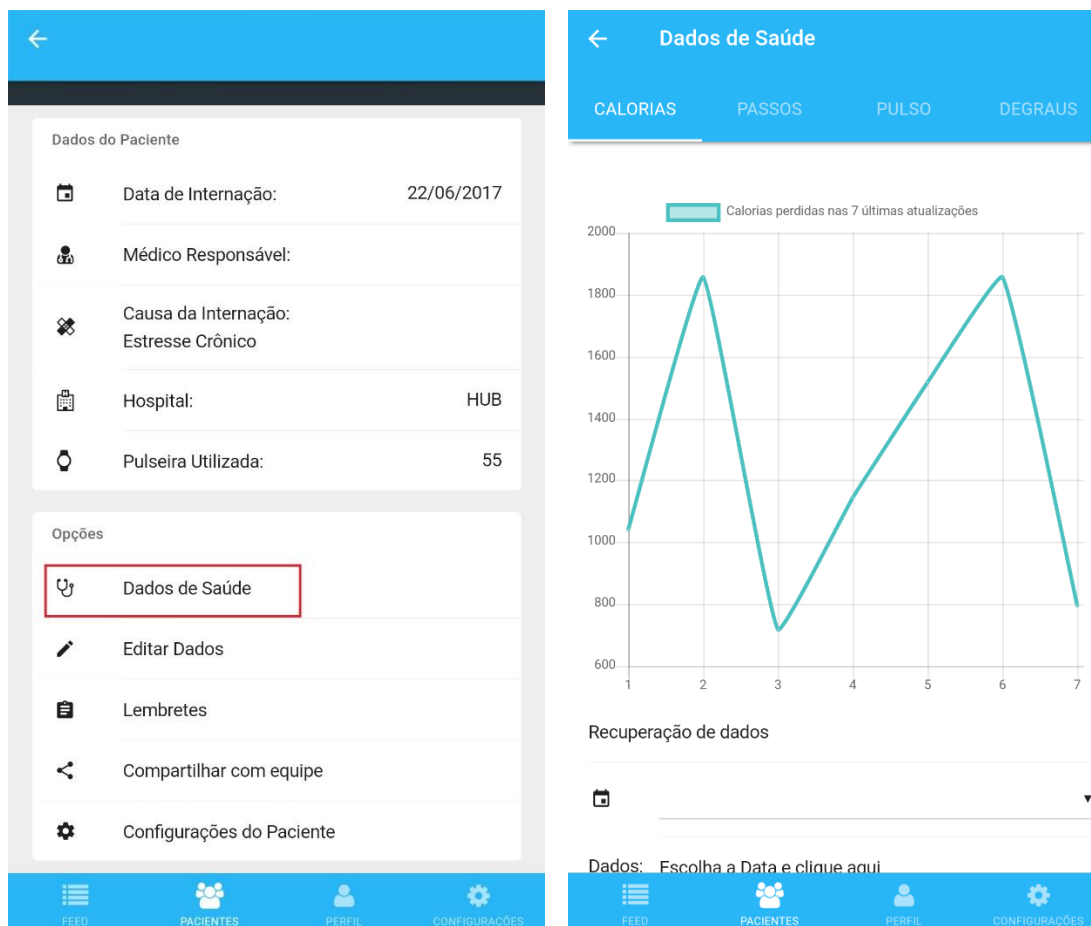 Dados do Paciente
Data de Internação: 22/06/2017
Médico Responsável:
Causa da Internação:
Estresse Crônico
Hospital: HUB
Pulseira Utilizada: 55
Opções
Dados de Saúde
Editar Dados
Lembretes
Compartilhar com equipe
Configurações do Paciente
FEED PACIENTES PERFIL CONFIGURAÇÕES
Dados de Saúde
CALORIAS PASSOS PULSO DEGRAUS
Calorias perdidas nas 7 últimas atualizações
2000
1800
1600
1400
1200
1000
800
600
1 2 3 4 5 6 7
Recuperação de dados
Dados: Escolha a Data e clique aqui
FEED PACIENTES PERFIL CONFIGURAÇÕES